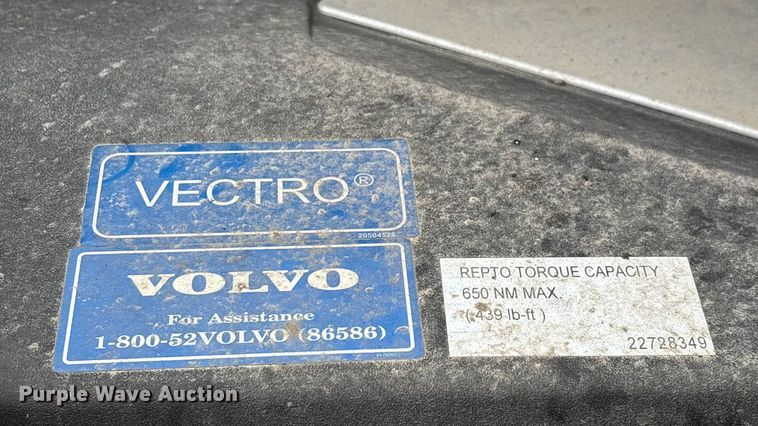 VECTRO®
20504528
VOLVO
For Assistance
1-800-52VOLVO (86586)
REPTO TORQUE CAPACITY
650 NM MAX.
( 439 lb-ft )
22728349
Purple Wave Auction